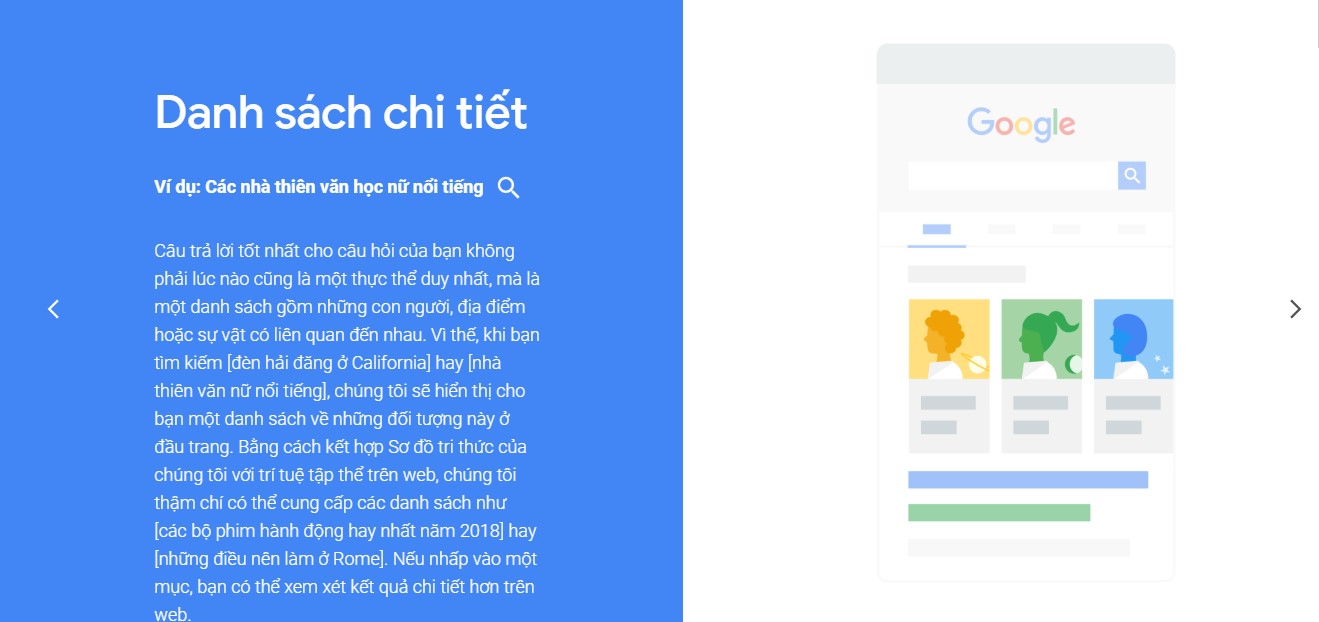 Danh sách chi tiết
Ví dụ: Các nhà thiên văn học nữ nổi tiếng
Câu trả lời tốt nhất cho câu hỏi của bạn không
phải lúc nào cũng là một thực thể duy nhất, mà là
một danh sách gồm những con người, địa điểm
hoặc sự vật có liên quan đến nhau. Vì thế, khi bạn
tìm kiếm [đèn hải đăng ở California] hay [nhà
thiên văn nữ nổi tiếng], chúng tôi sẽ hiển thị cho
bạn một danh sách về những đối tượng này ở
đầu trang. Bằng cách kết hợp Sơ đồ tri thức của
chúng tôi với trí tuệ tập thể trên web, chúng tôi
thậm chí có thể cung cấp các danh sách như
[các bộ phim hành động hay nhất năm 2018] hay
[những điều nên làm ở Rome]. Nếu nhấp vào một
mục, bạn có thể xem xét kết quả chi tiết hơn trên
web.
Google